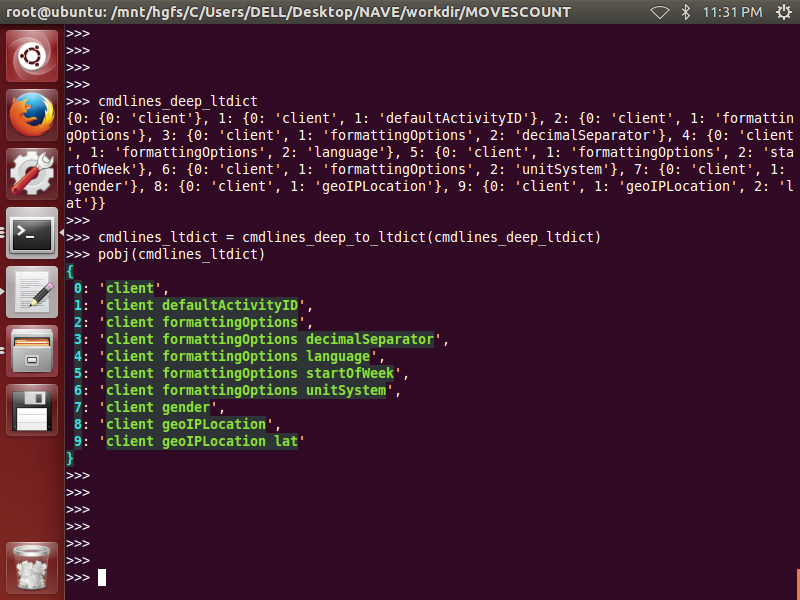 root@ubuntu: /mnt/hgfs/C/Users/DELL/Desktop/NAVE/workdir/MOVESCOUNT 11:31 PM
>>>
>>>
>>>
>>>
>>> cmdlines_deep_ltdict
{0: {0: 'client'}, 1: {0: 'client', 1: 'defaultActivityID'}, 2: {0: 'client', 1: 'formattin
gOptions'}, 3: {0: 'client', 1: 'formattingOptions', 2: 'decimalSeparator'}, 4: {0: 'client
', 1: 'formattingOptions', 2: 'language'}, 5: {0: 'client', 1: 'formattingOptions', 2: 'sta
rtOfWeek'}, 6: {0: 'client', 1: 'formattingOptions', 2: 'unitSystem'}, 7: {0: 'client', 1: 
'gender'}, 8: {0: 'client', 1: 'geoIPLocation'}, 9: {0: 'client', 1: 'geoIPLocation', 2: 'l
at'}}
>>>
>>> cmdlines_ltdict = cmdlines_deep_to_ltdict(cmdlines_deep_ltdict)
>>> pobj(cmdlines_ltdict)
{
 0: 'client',
 1: 'client defaultActivityID',
 2: 'client formattingOptions',
 3: 'client formattingOptions decimalSeparator',
 4: 'client formattingOptions language',
 5: 'client formattingOptions startOfWeek',
 6: 'client formattingOptions unitSystem',
 7: 'client gender',
 8: 'client geoIPLocation',
 9: 'client geoIPLocation lat'
}
>>>
>>>
>>>
>>>
>>>
>>>
>>>